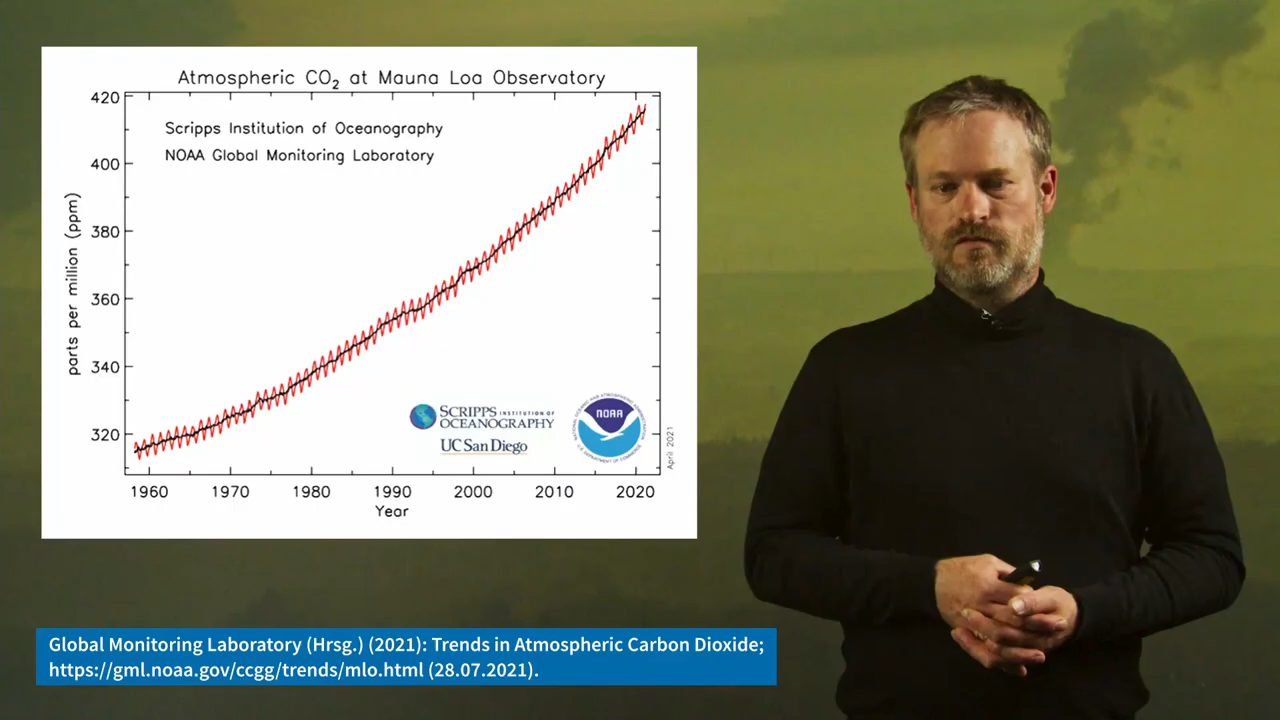 Atmospheric CO₂ at Mauna Loa Observatory
Scripps Institution of Oceanography
NOAA Global Monitoring Laboratory
parts per million (ppm)
420
400
380
360
340
320
1960 1970 1980 1990 2000 2010 2020
Year
SCRIPPS INSTITUTION OF
OCEANOGRAPHY
UC San Diego
NOAA
April 2021
Global Monitoring Laboratory (Hrsg.) (2021): Trends in Atmospheric Carbon Dioxide;
https://gml.noaa.gov/ccgg/trends/mlo.html (28.07.2021).